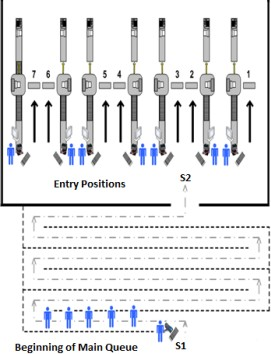 7 6 5 4 3 2 1
Entry Positions
S2
Beginning of Main Queue
S1